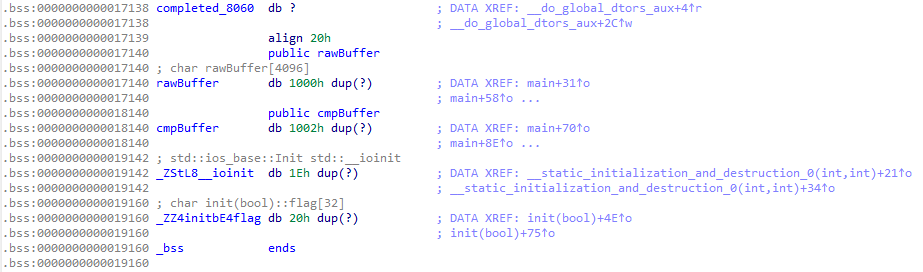 .bss:0000000000017138 completed_8060 db ? ; DATA XREF: __do_global_dtors_aux+4↑r
.bss:0000000000017138 ; __do_global_dtors_aux+2C↑w
.bss:0000000000017139 align 20h
.bss:0000000000017140 public rawBuffer
.bss:0000000000017140 ; char rawBuffer[4096]
.bss:0000000000017140 rawBuffer db 1000h dup(?) ; DATA XREF: main+31↑o
.bss:0000000000017140 ; main+58↑o ...
.bss:0000000000018140 public cmpBuffer
.bss:0000000000018140 cmpBuffer db 1002h dup(?) ; DATA XREF: main+70↑o
.bss:0000000000018140 ; main+8E↑o ...
.bss:0000000000019142 ; std::ios_base::Init std::__ioinit
.bss:0000000000019142 _ZStL8__ioinit db 1Eh dup(?) ; DATA XREF: __static_initialization_and_destruction_0(int,int)+21↑o
.bss:0000000000019142 ; __static_initialization_and_destruction_0(int,int)+34↑o
.bss:0000000000019160 ; char init(bool)::flag[32]
.bss:0000000000019160 _ZZ4initbE4flag db 20h dup(?) ; DATA XREF: init(bool)+4E↑o
.bss:0000000000019160 ; init(bool)+75↑o
.bss:0000000000019160 _bss ends
.bss:0000000000019160